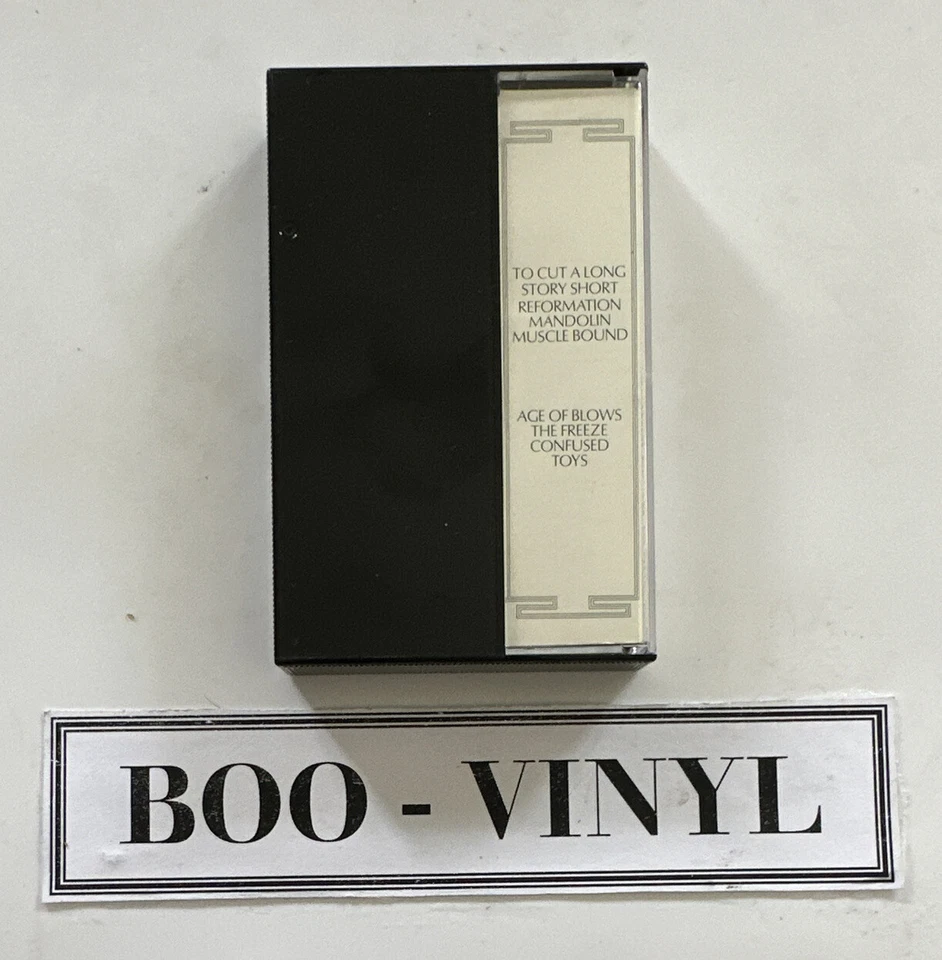 TO CUT A LONG
STORY SHORT
REFORMATION
MANDOLIN
MUSCLE BOUND
AGE OF BLOWS
THE FREEZE
CONFUSED
TOYS
BOO - VINYL